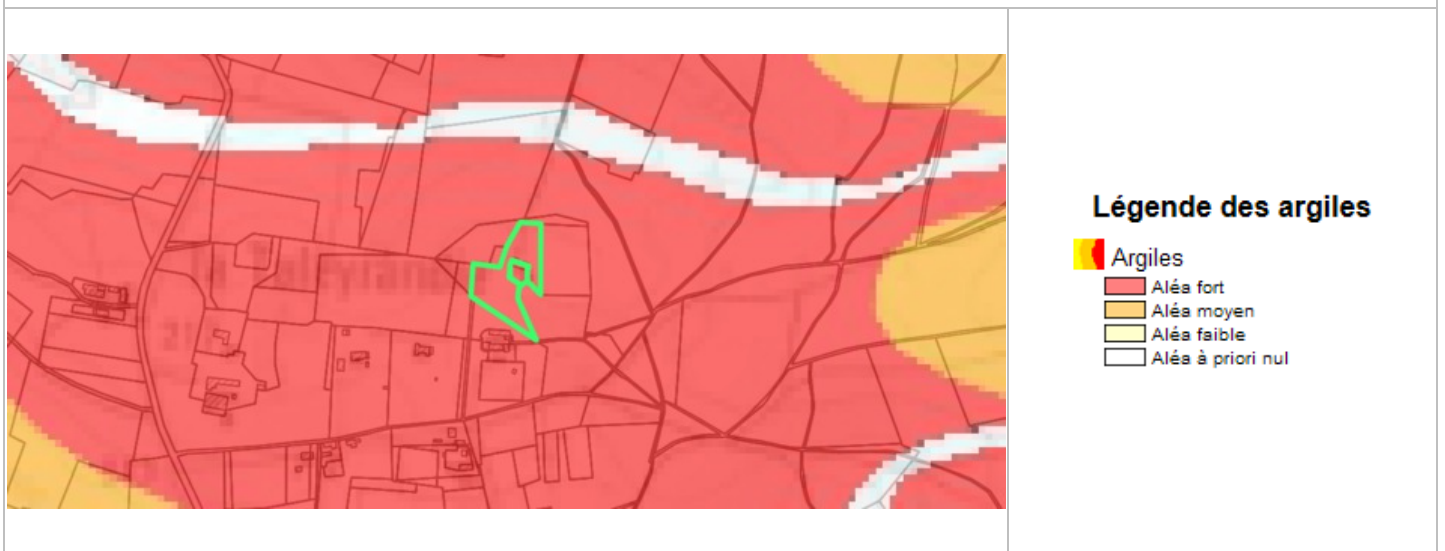 Légende des argiles
Argiles
Aléa fort
Aléa moyen
Aléa faible
Aléa à priori nul